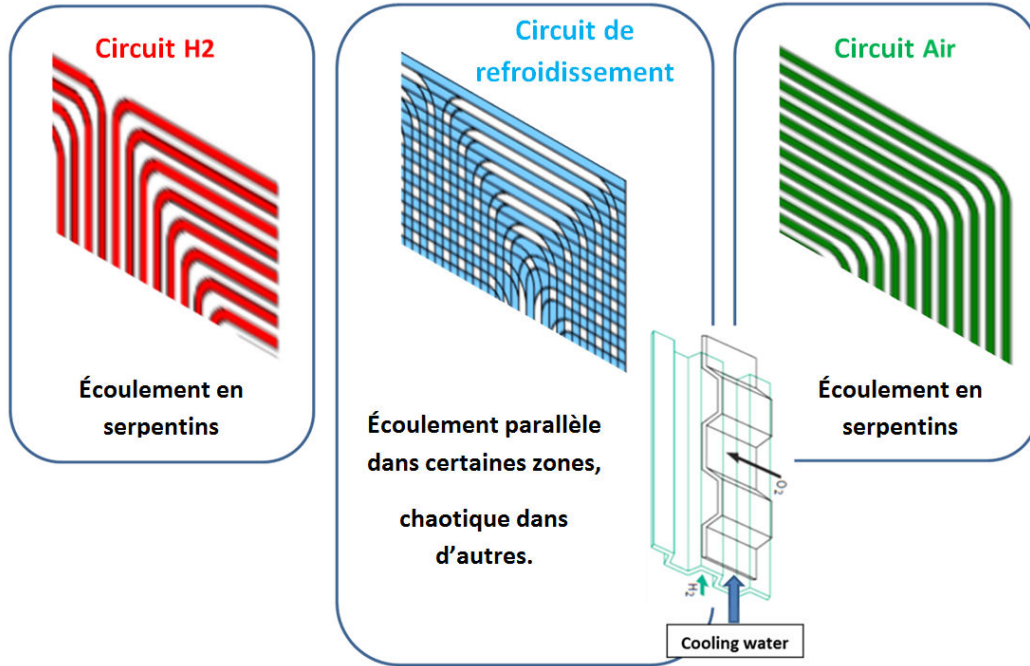 Circuit H2
Écoulement en
serpentins
Circuit de
refroidissement
Écoulement parallèle
dans certaines zones,
chaotique dans
d'autres.
O2
H2
Cooling water
Circuit Air
Écoulement en
serpentins